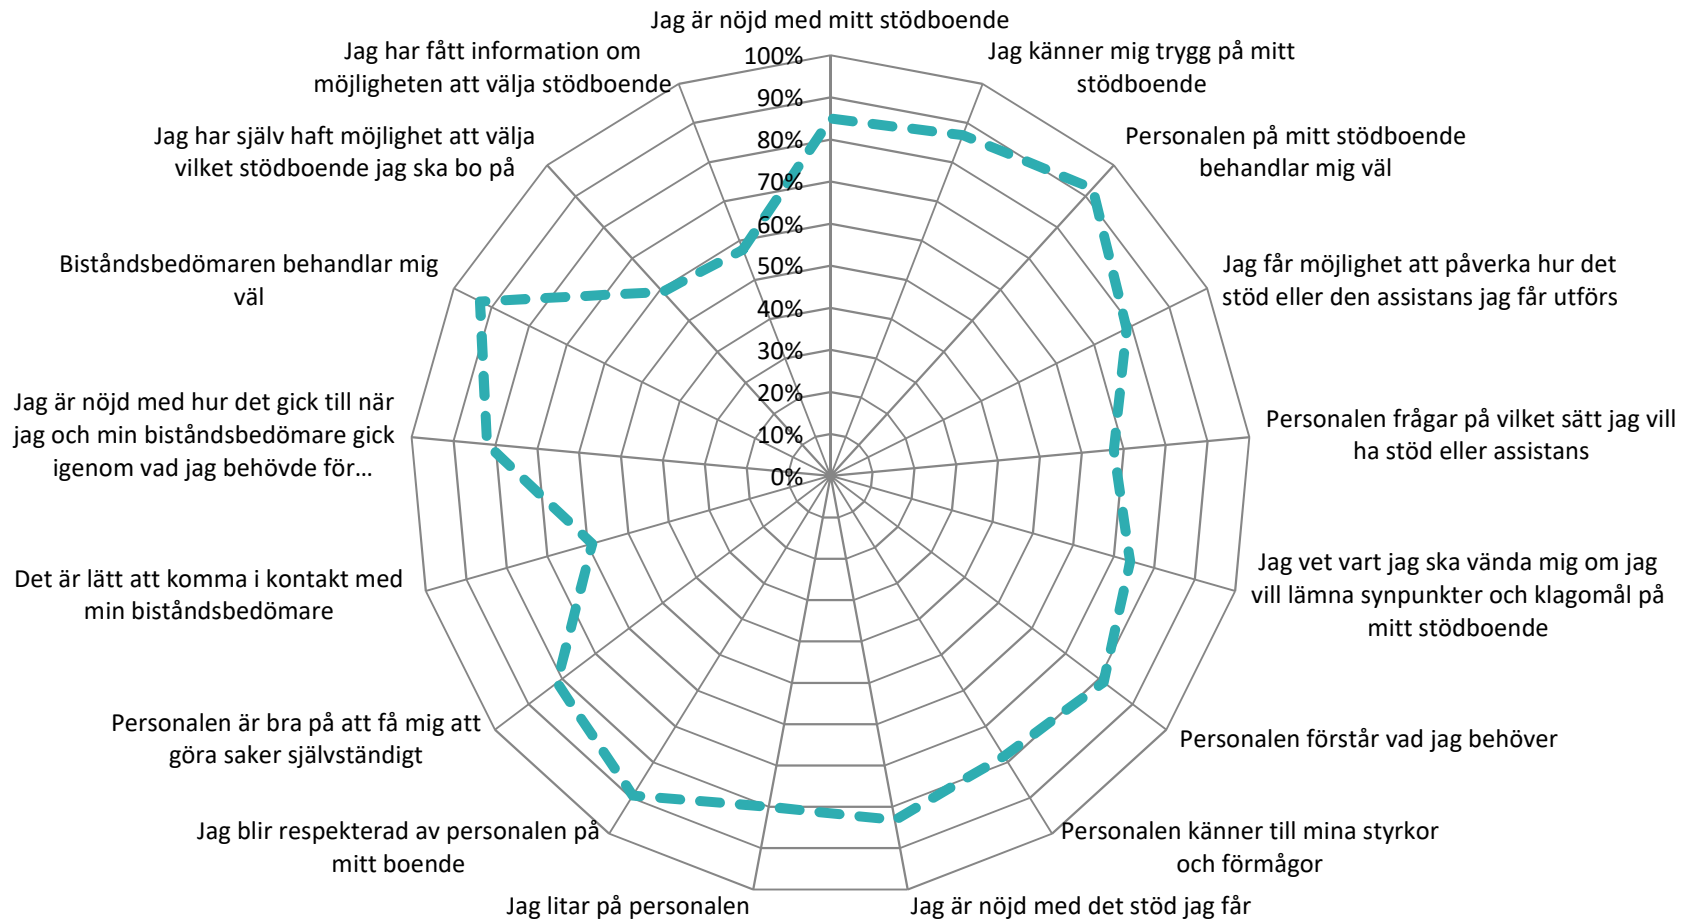 Jag är nöjd med mitt stödboende
Jag känner mig trygg på mitt
stödboende
Personalen på mitt stödboende
behandlar mig väl
Jag får möjlighet att påverka hur det
stöd eller den assistans jag får utförs
Personalen frågar på vilket sätt jag vill
ha stöd eller assistans
Jag vet vart jag ska vända mig om jag
vill lämna synpunkter och klagomål på
mitt stödboende
Personalen förstår vad jag behöver
Personalen känner till mina styrkor
och förmågor
Jag är nöjd med det stöd jag får
Jag litar på personalen
Jag blir respekterad av personalen på
mitt boende
Personalen är bra på att få mig att
göra saker självständigt
Det är lätt att komma i kontakt med
min biståndsbedömare
Jag är nöjd med hur det gick till när
jag och min biståndsbedömare gick
igenom vad jag behövde för...
Biståndsbedömaren behandlar mig
väl
Jag har själv haft möjlighet att välja
vilket stödboende jag ska bo på
Jag har fått information om
möjligheten att välja stödboende
100%
90%
80%
70%
60%
50%
40%
30%
20%
10%
0%